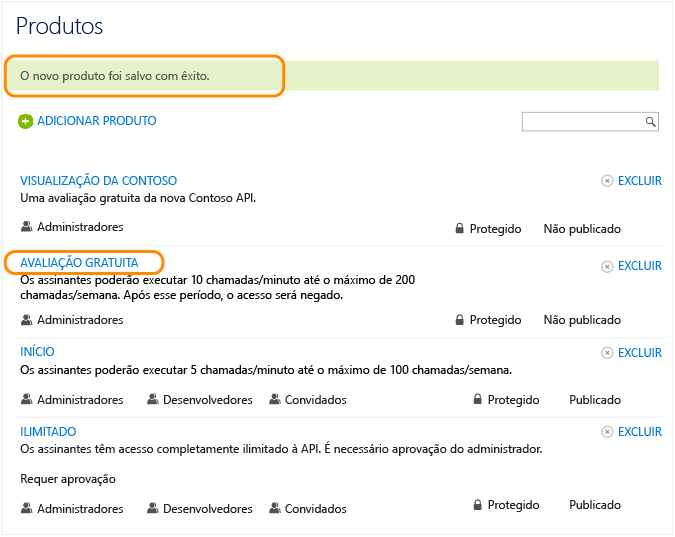 Produtos
O novo produto foi salvo com êxito.
ADICIONAR PRODUTO
VISUALIZAÇÃO DA CONTOSO EXCLUIR
Uma avaliação gratuita da nova Contoso API.
Administradores Protegido Não publicado
AVALIAÇÃO GRATUITA EXCLUIR
Os assinantes poderão executar 10 chamadas/minuto até o máximo de 200
chamadas/semana. Após esse período, o acesso será negado.
Administradores Protegido Não publicado
INÍCIO EXCLUIR
Os assinantes poderão executar 5 chamadas/minuto até o máximo de 100 chamadas/semana.
Administradores Desenvolvedores Convidados Protegido Publicado
ILIMITADO EXCLUIR
Os assinantes têm acesso completamente ilimitado à API. É necessário aprovação do administrador.
Requer aprovação
Administradores Desenvolvedores Convidados Protegido Publicado